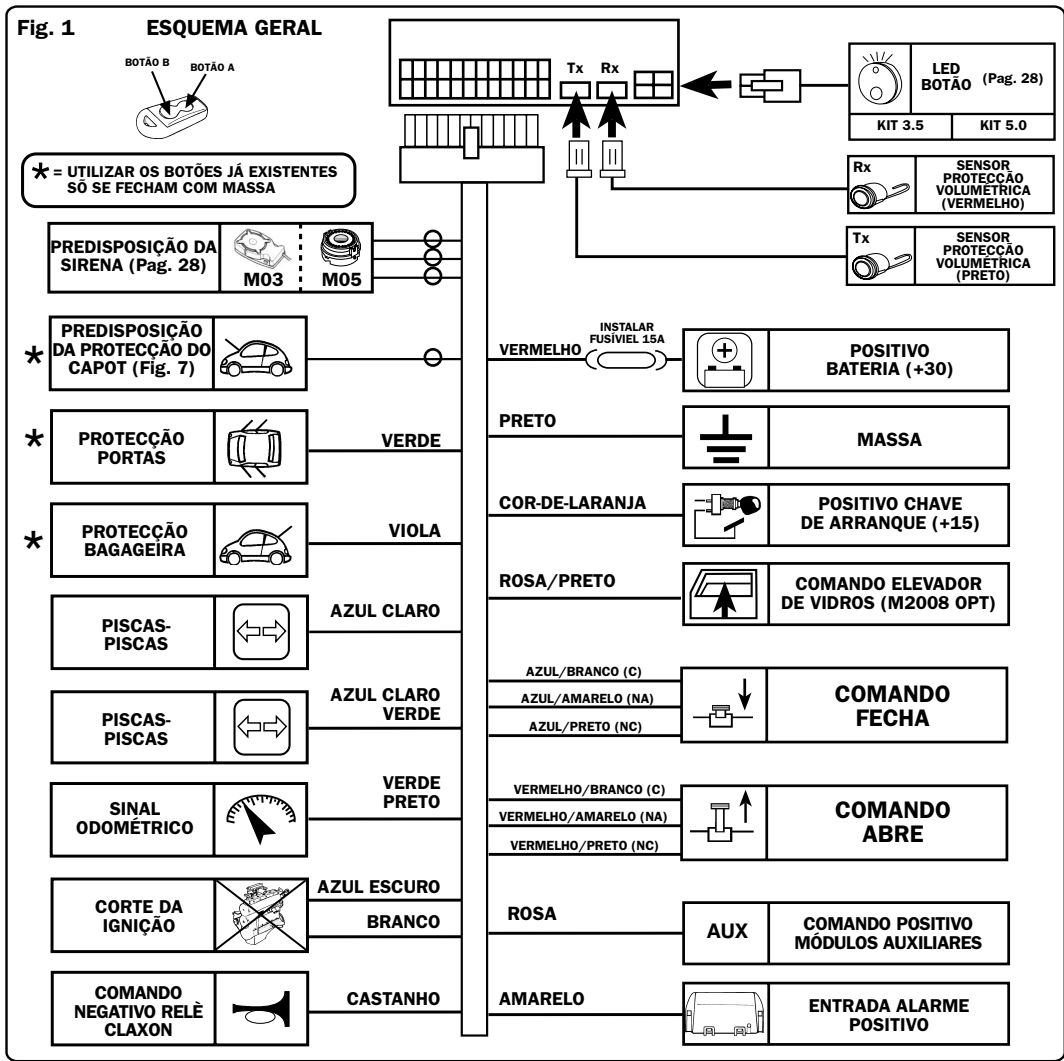 Fig. 1
ESQUEMA GERAL
BOTÃO B
BOTÃO A
* = UTILIZAR OS BOTÕES JÁ EXISTENTES
SÕ SE FECHAM COM MASSA
Tx
Rx
LED
BOTÃO
(Pag. 28)
KIT 3.5
KIT 5.0
Rx
SENSOR
PROTECÇÃO
VOLUMÉTRICA
(VERMELHO)
Tx
SENSOR
PROTECÇÃO
VOLUMÉTRICA
(PRETO)
PREDISPOSIÇÃO DA
SIRENA (Pag. 28)
M03
M05
*
PREDISPOSIÇÃO
DA PROTECÇÃO DO
CAPOT (Fig. 7)
*
PROTECÇÃO
PORTAS
VERDE
*
PROTECÇÃO
BAGAGEÍRA
VIOLA
PISCAS-
PISCAS
AZUL CLARO
PISCAS-
PISCAS
AZUL CLARO
VERDE
SINAL
ODOMÉTRICO
VERDE
PRETO
CORTE DA
IGNIÇÃO
AZUL ESCURO
BRANCO
COMANDO
NEGATIVO RELÈ
CLAXON
CASTANHO
VERMELHO
INSTALAR
FUSÍVIEL 15A
POSITIVO
BATERIA (+30)
PRETO
MASSA
COR-DE-LARANJA
POSITIVO CHAVE
DE ARRANQUE (+15)
ROSA/PRETO
COMANDO ELEVADOR
DE VIDROS (M2008 OPT)
AZUL/BRANCO (C)
AZUL/AMARELO (NA)
AZUL/PRETO (NC)
COMANDO
FECHA
VERMELHO/BRANCO (C)
VERMELHO/AMARELO (NA)
VERMELHO/PRETO (NC)
COMANDO
ABRE
ROSA
AUX
COMANDO POSITIVO
MÓDULOS AUXILIARES
AMARELO
ENTRADA ALARME
POSITIVO